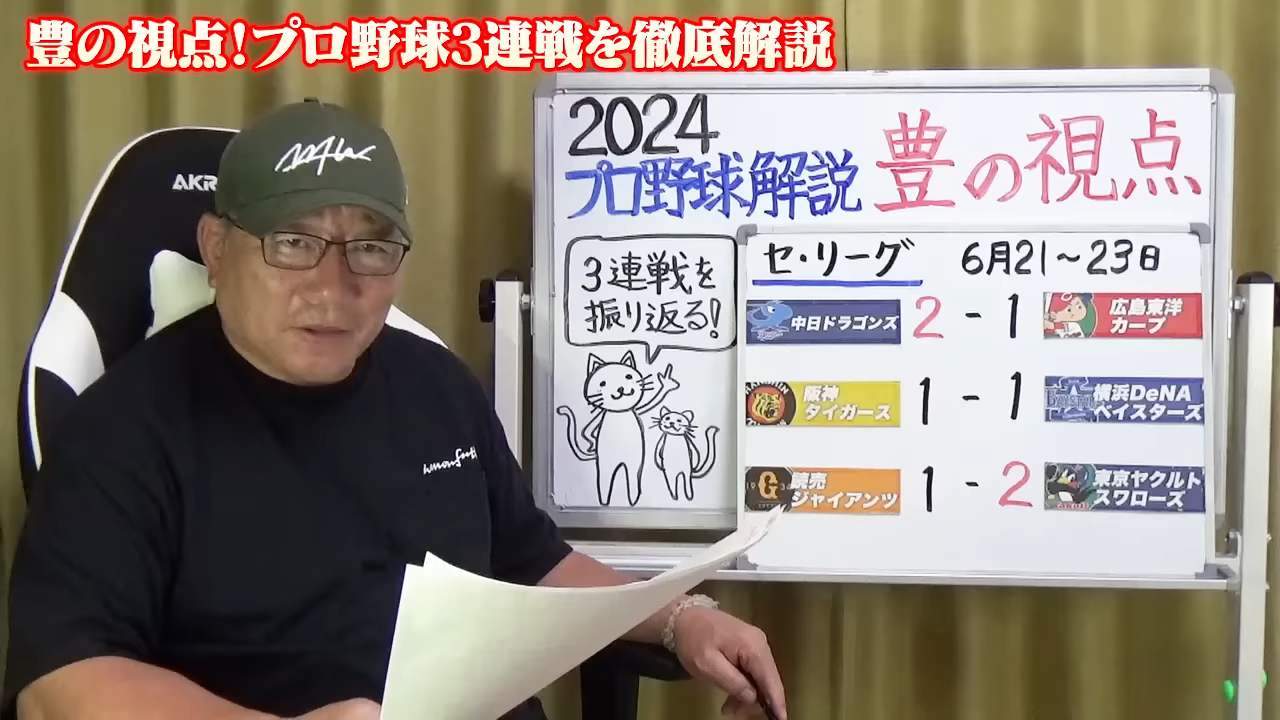 豊の視点!プロ野球3連戦を徹底解説
2024
プロ野球解説 豊の視点
3連戦を
振り返る!
セ・リーグ 6月21~23日
中日ドラゴンズ 2 - 1 広島東洋
カープ
阪神
タイガース 1 - 1 横浜DeNA
ベイスターズ
読売
ジャイアンツ 1 - 2 東京ヤクルト
スワローズ